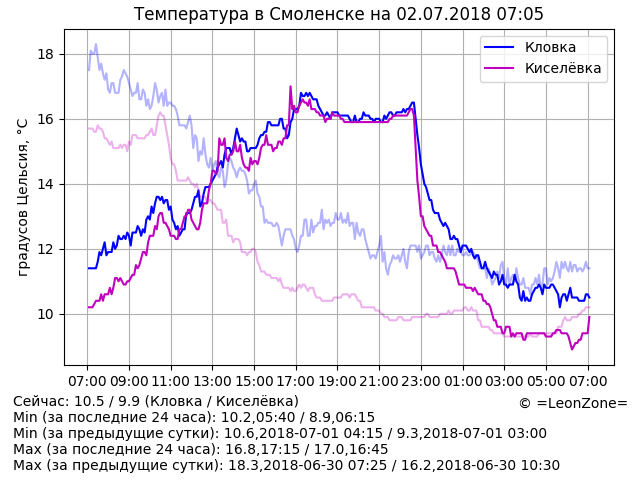 Температура в Смоленске на 02.07.2018 07:05
Кловка
Киселёвка
градусов Цельсия, °C
18
16
14
12
10
07:00 09:00 11:00 13:00 15:00 17:00 19:00 21:00 23:00 01:00 03:00 05:00 07:00
Сейчас: 10.5 / 9.9 (Кловка / Киселёвка)
© =LeonZone=
Min (за последние 24 часа): 10.2,05:40 / 8.9,06:15
Min (за предыдущие сутки): 10.6,2018-07-01 04:15 / 9.3,2018-07-01 03:00
Max (за последние 24 часа): 16.8,17:15 / 17.0,16:45
Max (за предыдущие сутки): 18.3,2018-06-30 07:25 / 16.2,2018-06-30 10:30